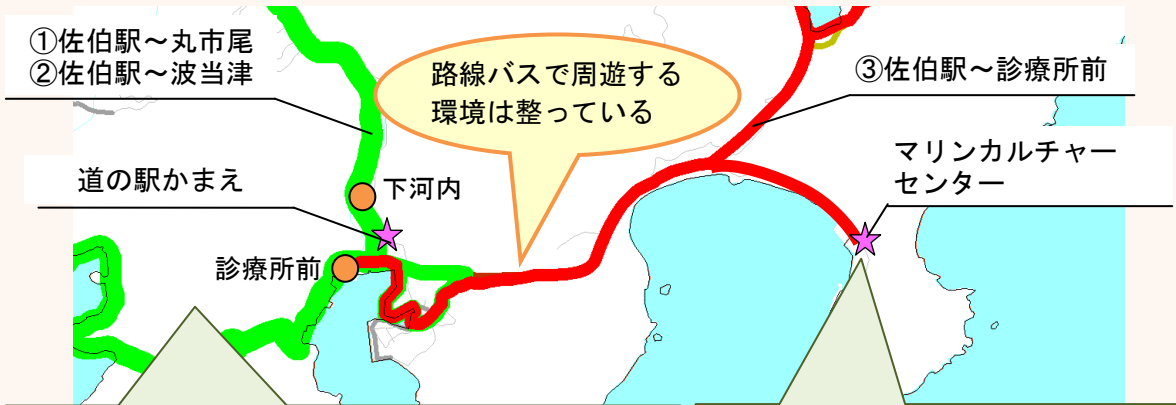 ①佐伯駅～丸市尾
②佐伯駅～波当津
路線バスで周遊する
環境は整っている
③佐伯駅～診療所前
マリンカルチャー
センター
道の駅かまえ
下河内
診療所前